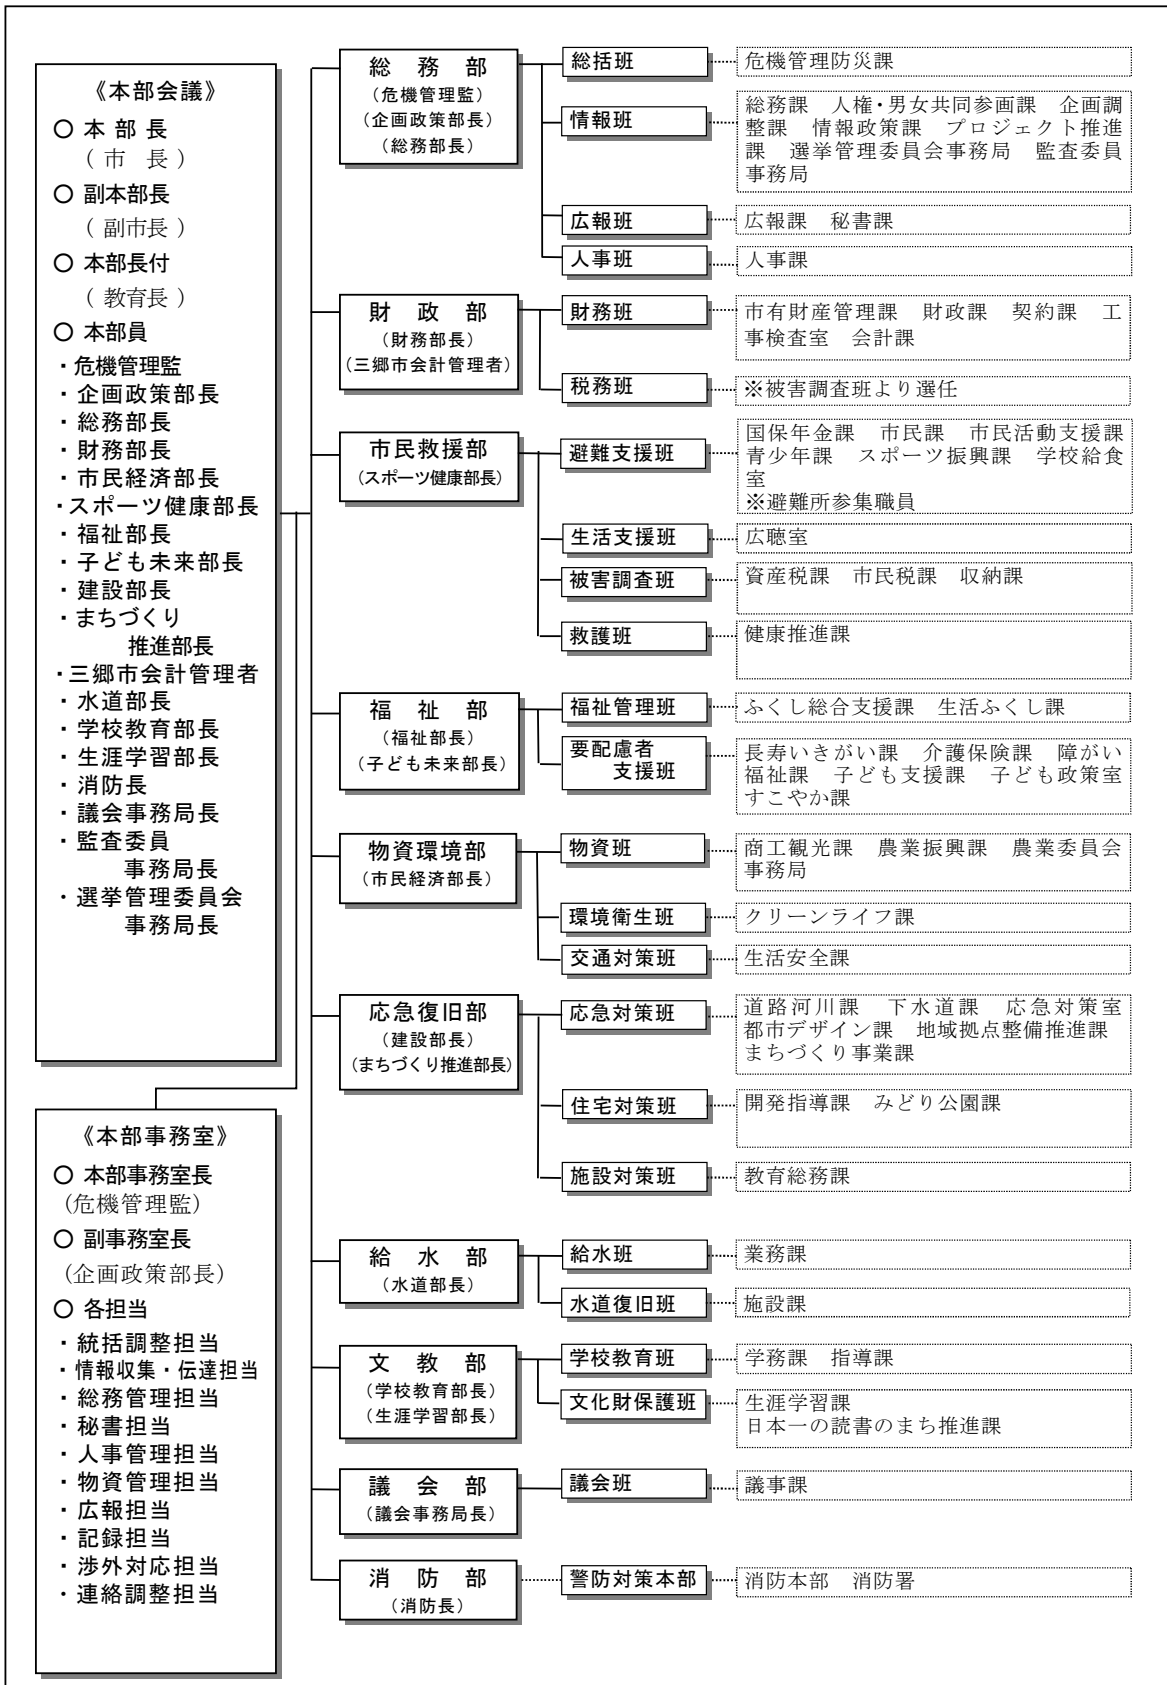 《本部会議》
○ 本 部 長
（ 市　長 ）
○ 副本部長
（ 副市長 ）
○ 本部長付
（ 教育長 ）
○ 本部員
・危機管理監
・企画政策部長
・総務部長
・財務部長
・市民経済部長
・スポーツ健康部長
・福祉部長
・子ども未来部長
・建設部長
・まちづくり
推進部長
・三郷市会計管理者
・水道部長
・学校教育部長
・生涯学習部長
・消防長
・議会事務局長
・監査委員
事務局長
・選挙管理委員会
事務局長
《本部事務室》
○ 本部事務室長
(危機管理監)
○ 副事務室長
(企画政策部長)
○ 各担当
・統括調整担当
・情報収集・伝達担当
・総務管理担当
・秘書担当
・人事管理担当
・物資管理担当
・広報担当
・記録担当
・渉外対応担当
・連絡調整担当
総　務　部
(危機管理監)
(企画政策部長)
(総務部長)
総括班
危機管理防災課
情報班
総務課　人権・男女共同参画課　企画調
整課　情報政策課　プロジェクト推進
課　選挙管理委員会事務局　監査委員
事務局
広報班
広報課　秘書課
人事班
人事課
財　政　部
(財務部長)
(三郷市会計管理者)
財務班
市有財産管理課　財政課　契約課　工
事検査室　会計課
税務班
※被害調査班より選任
市民救援部
(スポーツ健康部長)
避難支援班
国保年金課　市民課　市民活動支援課
青少年課　スポーツ振興課　学校給食
室
※避難所参集職員
生活支援班
広聴室
被害調査班
資産税課　市民税課　収納課
救護班
健康推進課
福　祉　部
(福祉部長)
(子ども未来部長)
福祉管理班
ふくし総合支援課　生活ふくし課
要配慮者
支援班
長寿いきがい課　介護保険課　障がい
福祉課　子ども支援課　子ども政策室
すこやか課
物資環境部
(市民経済部長)
物資班
商工観光課　農業振興課　農業委員会
事務局
環境衛生班
クリーンライフ課
交通対策班
生活安全課
応急復旧部
(建設部長)
(まちづくり推進部長)
応急対策班
道路河川課　下水道課　応急対策室
都市デザイン課　地域拠点整備推進課
まちづくり事業課
住宅対策班
開発指導課　みどり公園課
施設対策班
教育総務課
給　水　部
(水道部長)
給水班
業務課
水道復旧班
施設課
文　教　部
(学校教育部長)
(生涯学習部長)
学校教育班
学務課　指導課
文化財保護班
生涯学習課
日本一の読書のまち推進課
議　会　部
(議会事務局長)
議会班
議事課
消　防　部
(消防長)
警防対策本部
消防本部　消防署